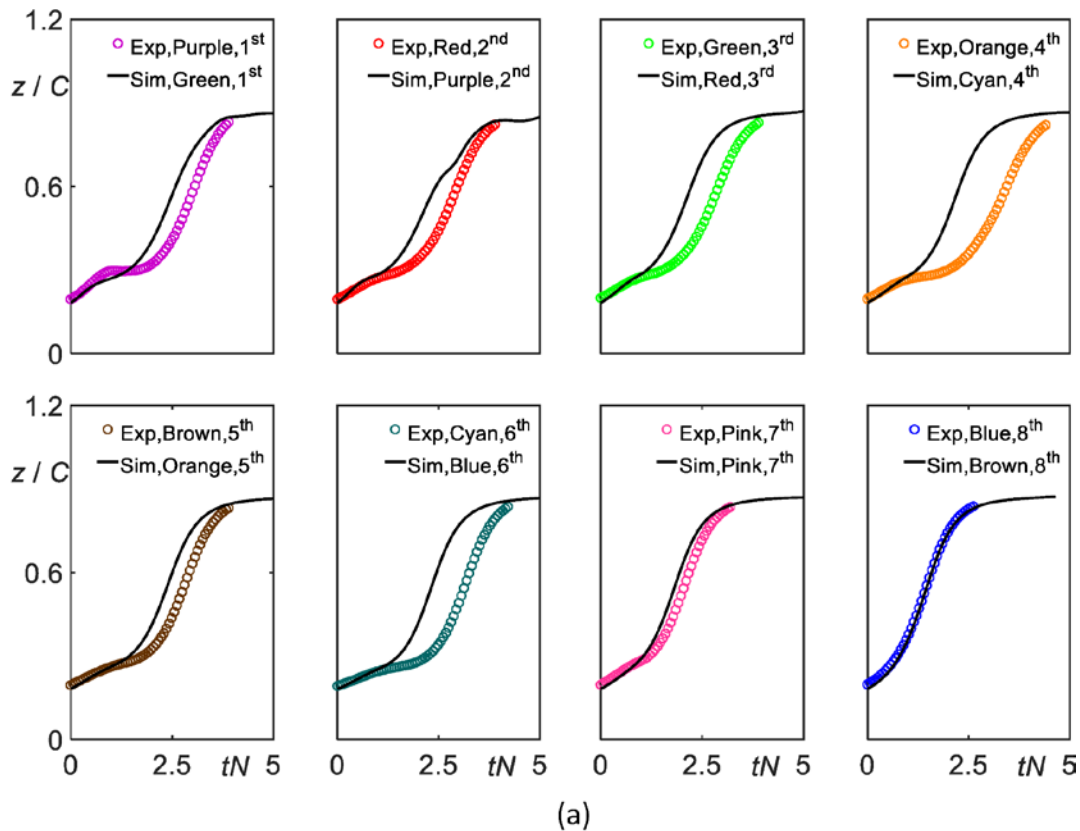 1.2
z / C
0.6
0
Exp,Purple,1st
Sim,Green,1st
Exp,Red,2nd
Sim,Purple,2nd
Exp,Green,3rd
Sim,Red,3rd
Exp,Orange,4th
Sim,Cyan,4th
1.2
z / C
0.6
0
Exp,Brown,5th
Sim,Orange,5th
Exp,Cyan,6th
Sim,Blue,6th
Exp,Pink,7th
Sim,Pink,7th
Exp,Blue,8th
Sim,Brown,8th
0 2.5 tN 5
2.5 tN 5
0 2.5 tN 5
0 2.5 tN 5
(a)